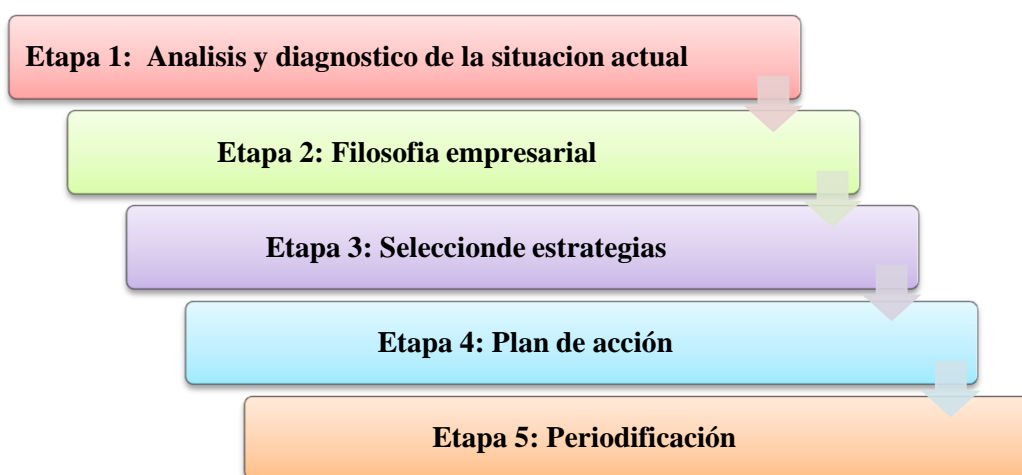 Etapa 1:  Analisis y diagnostico de la situacion actual
Etapa 2: Filosofia empresarial
Etapa 3: Seleccionde estrategias
Etapa 4: Plan de acción
Etapa 5: Periodificación